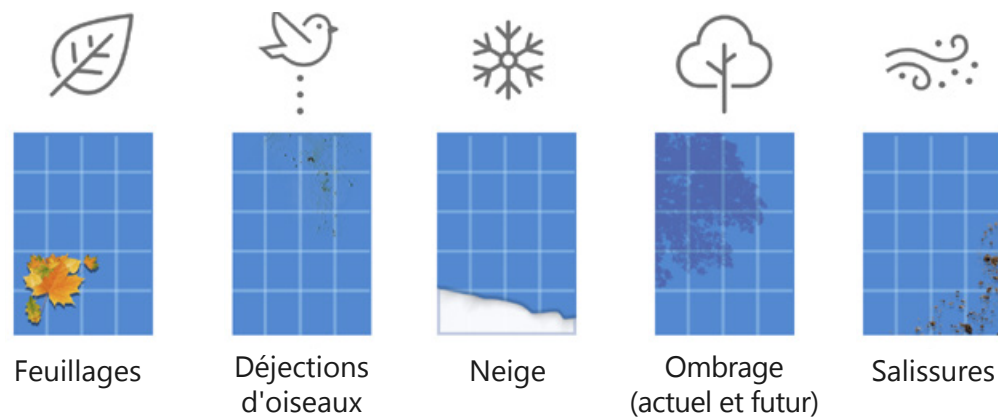 Feuillages
Déjections
d'oiseaux
Neige
Ombrage
(actuel et futur)
Salissures